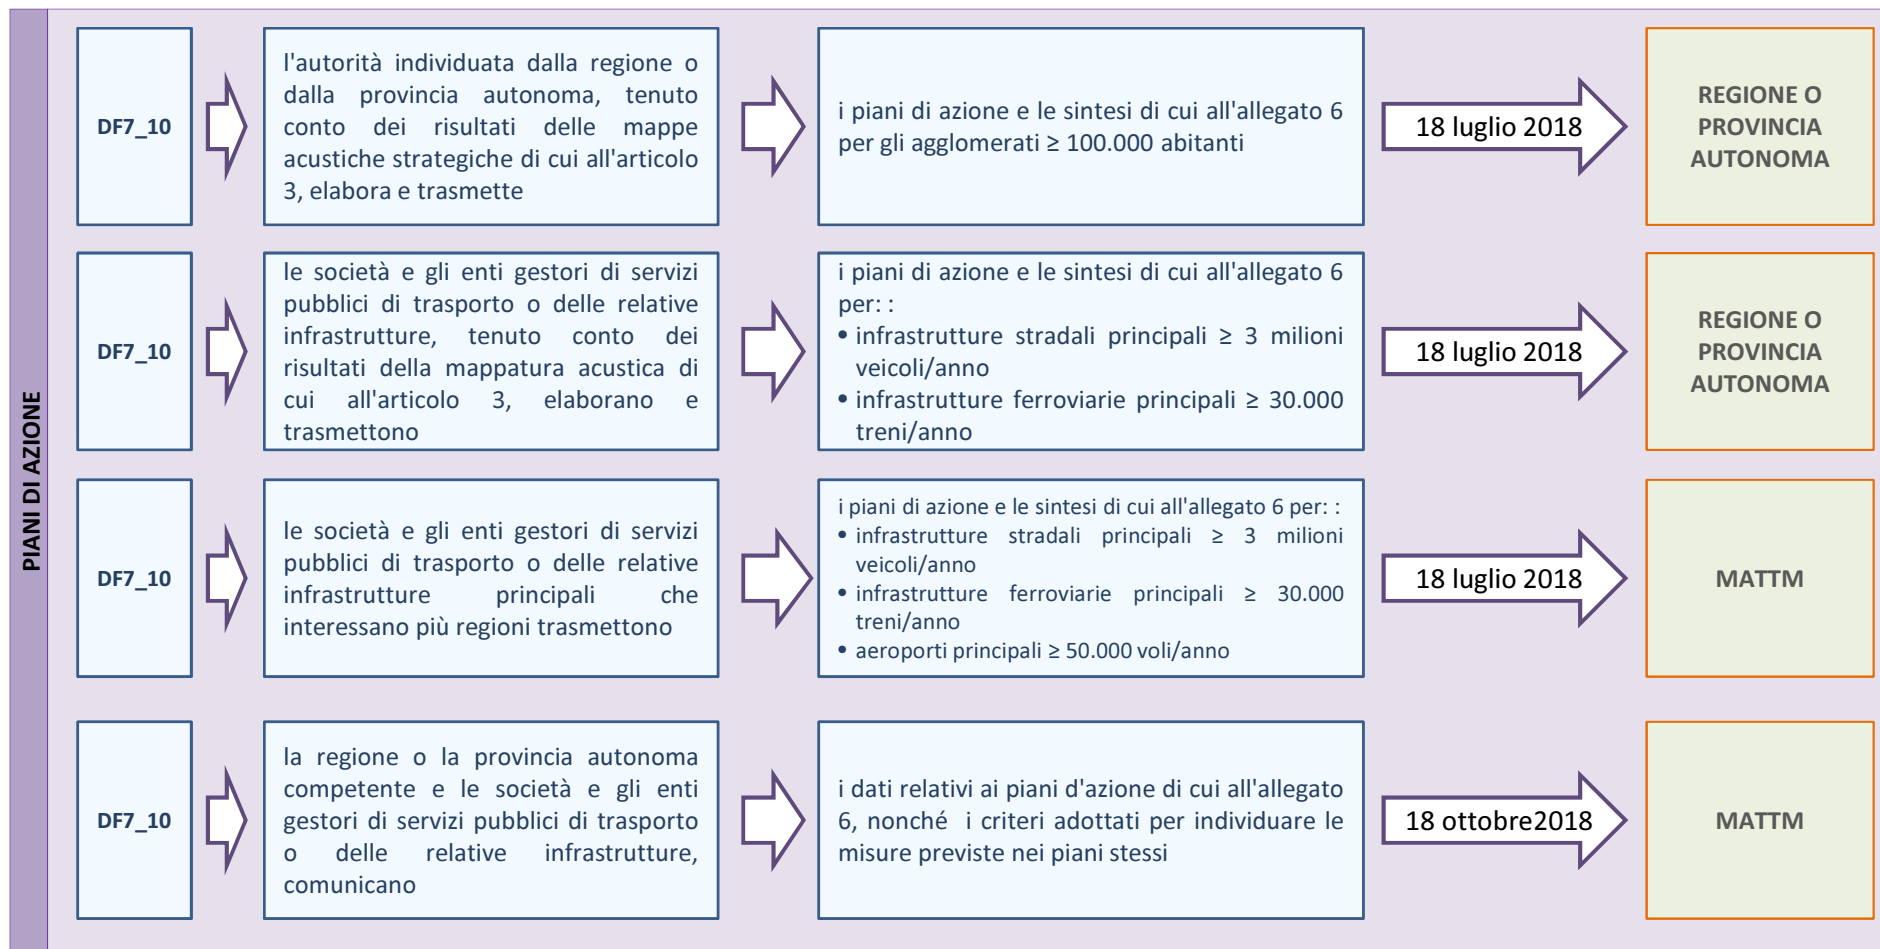 PIANI DI AZIONE
DF7_10
l'autorità individuata dalla regione o
dalla provincia autonoma, tenuto
conto dei risultati delle mappe
acustiche strategiche di cui all'articolo
3, elabora e trasmette
i piani di azione e le sintesi di cui all'allegato 6
per gli agglomerati ≥ 100.000 abitanti
18 luglio 2018
REGIONE O
PROVINCIA
AUTONOMA
DF7_10
le società e gli enti gestori di servizi
pubblici di trasporto o delle relative
infrastrutture, tenuto conto dei
risultati della mappatura acustica di
cui all'articolo 3, elaborano e
trasmettono
i piani di azione e le sintesi di cui all'allegato 6
per: :
• infrastrutture stradali principali ≥ 3 milioni
veicoli/anno
• infrastrutture ferroviarie principali ≥ 30.000
treni/anno
18 luglio 2018
REGIONE O
PROVINCIA
AUTONOMA
DF7_10
le società e gli enti gestori di servizi
pubblici di trasporto o delle relative
infrastrutture principali che
interessano più regioni trasmettono
i piani di azione e le sintesi di cui all'allegato 6 per: :
• infrastrutture stradali principali ≥ 3 milioni
veicoli/anno
• infrastrutture ferroviarie principali ≥ 30.000
treni/anno
• aeroporti principali ≥ 50.000 voli/anno
18 luglio 2018
MATTM
DF7_10
la regione o la provincia autonoma
competente e le società e gli enti
gestori di servizi pubblici di trasporto
o delle relative infrastrutture,
comunicano
i dati relativi ai piani d'azione di cui all'allegato
6, nonché i criteri adottati per individuare le
misure previste nei piani stessi
18 ottobre2018
MATTM